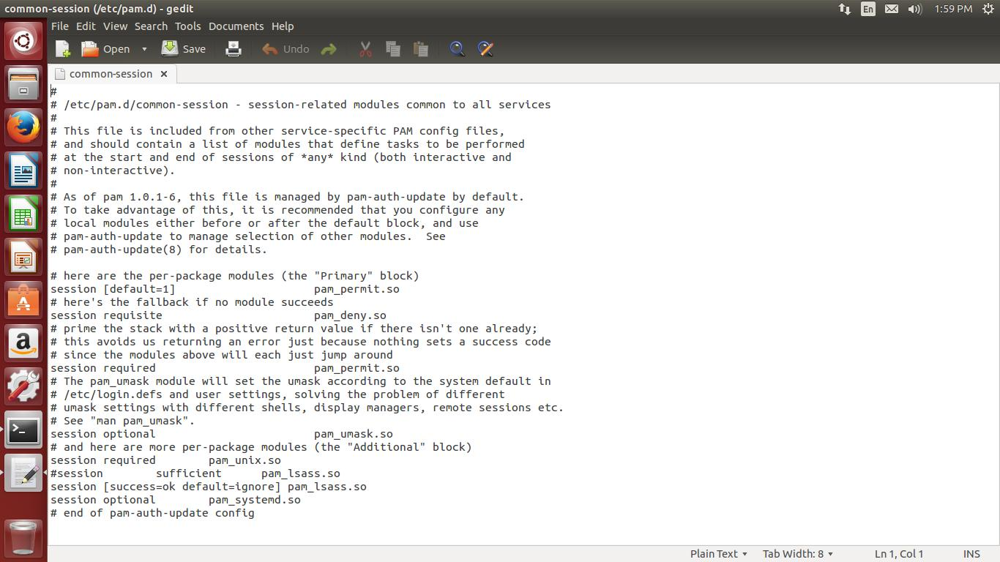 common-session (/etc/pam.d) - gedit
En
1:59 PM
File Edit View Search Tools Documents Help
Open
Save
Undo
common-session
#
# /etc/pam.d/common-session - session-related modules common to all services
#
# This file is included from other service-specific PAM config files,
# and should contain a list of modules that define tasks to be performed
# at the start and end of sessions of *any* kind (both interactive and
# non-interactive).
#
# As of pam 1.0.1-6, this file is managed by pam-auth-update by default.
# To take advantage of this, it is recommended that you configure any
# local modules either before or after the default block, and use
# pam-auth-update to manage selection of other modules.  See
# pam-auth-update(8) for details.
# here are the per-package modules (the "Primary" block)
session [default=1]                     pam_permit.so
# here's the fallback if no module succeeds
session requisite                       pam_deny.so
# prime the stack with a positive return value if there isn't one already;
# this avoids us returning an error just because nothing sets a success code
# since the modules above will each just jump around
session required                        pam_permit.so
# The pam_umask module will set the umask according to the system default in
# /etc/login.defs and user settings, solving the problem of different
# umask settings with different shells, display managers, remote sessions etc.
# See "man pam_umask".
session optional                        pam_umask.so
# and here are more per-package modules (the "Additional" block)
session required        pam_unix.so
#session        sufficient      pam_lsass.so
session [success=ok default=ignore] pam_lsass.so
session optional        pam_systemd.so
# end of pam-auth-update config
Plain Text
Tab Width: 8
Ln 1, Col 1
INS